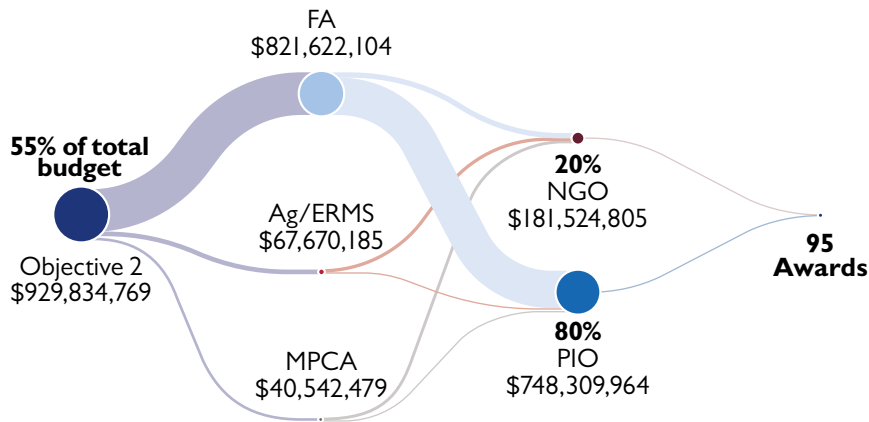 FA
$821,622,104
55% of total
budget
Objective 2
$929,834,769
Ag/ERMS
$67,670,185
MPCA
$40,542,479
20%
NGO
$181,524,805
80%
PIO
$748,309,964
95
Awards